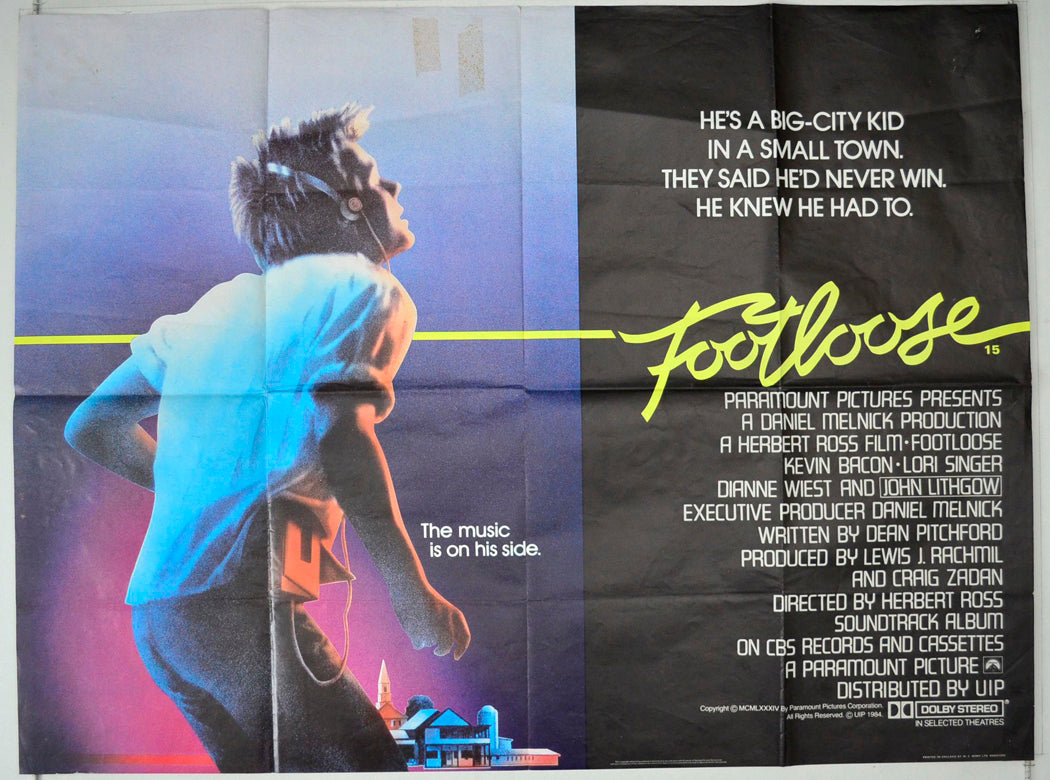 HE'S A BIG-CITY KID
IN A SMALL TOWN.
THEY SAID HE'D NEVER WIN.
HE KNEW HE HAD TO.
Footloose
15
PARAMOUNT PICTURES PRESENTS
A DANIEL MELNICK PRODUCTION
A HERBERT ROSS FILM·FOOTLOOSE
KEVIN BACON·LORI SINGER
DIANNE WIEST AND JOHN LITHGOW
EXECUTIVE PRODUCER DANIEL MELNICK
WRITTEN BY DEAN PITCHFORD
PRODUCED BY LEWIS J. RACHMIL
AND CRAIG ZADAN
DIRECTED BY HERBERT ROSS
SOUNDTRACK ALBUM
ON CBS RECORDS AND CASSETTES
A PARAMOUNT PICTURE
DISTRIBUTED BY UIP
Copyright © MCMLXXXIV By Paramount Pictures Corporation.
All Rights Reserved. © UIP 1984.
DOLBY STEREO
IN SELECTED THEATRES
The music
is on his side.